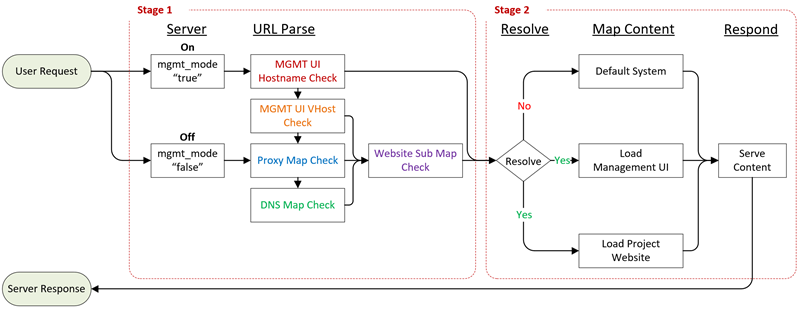 Stage 1
Stage 2
Server
URL Parse
Resolve
Map Content
Respond
On
User Request
mgmt_mode
“true”
MGMT UI
Hostname Check
Default System
No
MGMT UI VHost
Check
Off
mgmt_mode
“false”
Proxy Map Check
Website Sub Map
Check
Resolve
Yes
Load
Management UI
Serve
Content
DNS Map Check
Yes
Load Project
Website
Server Response